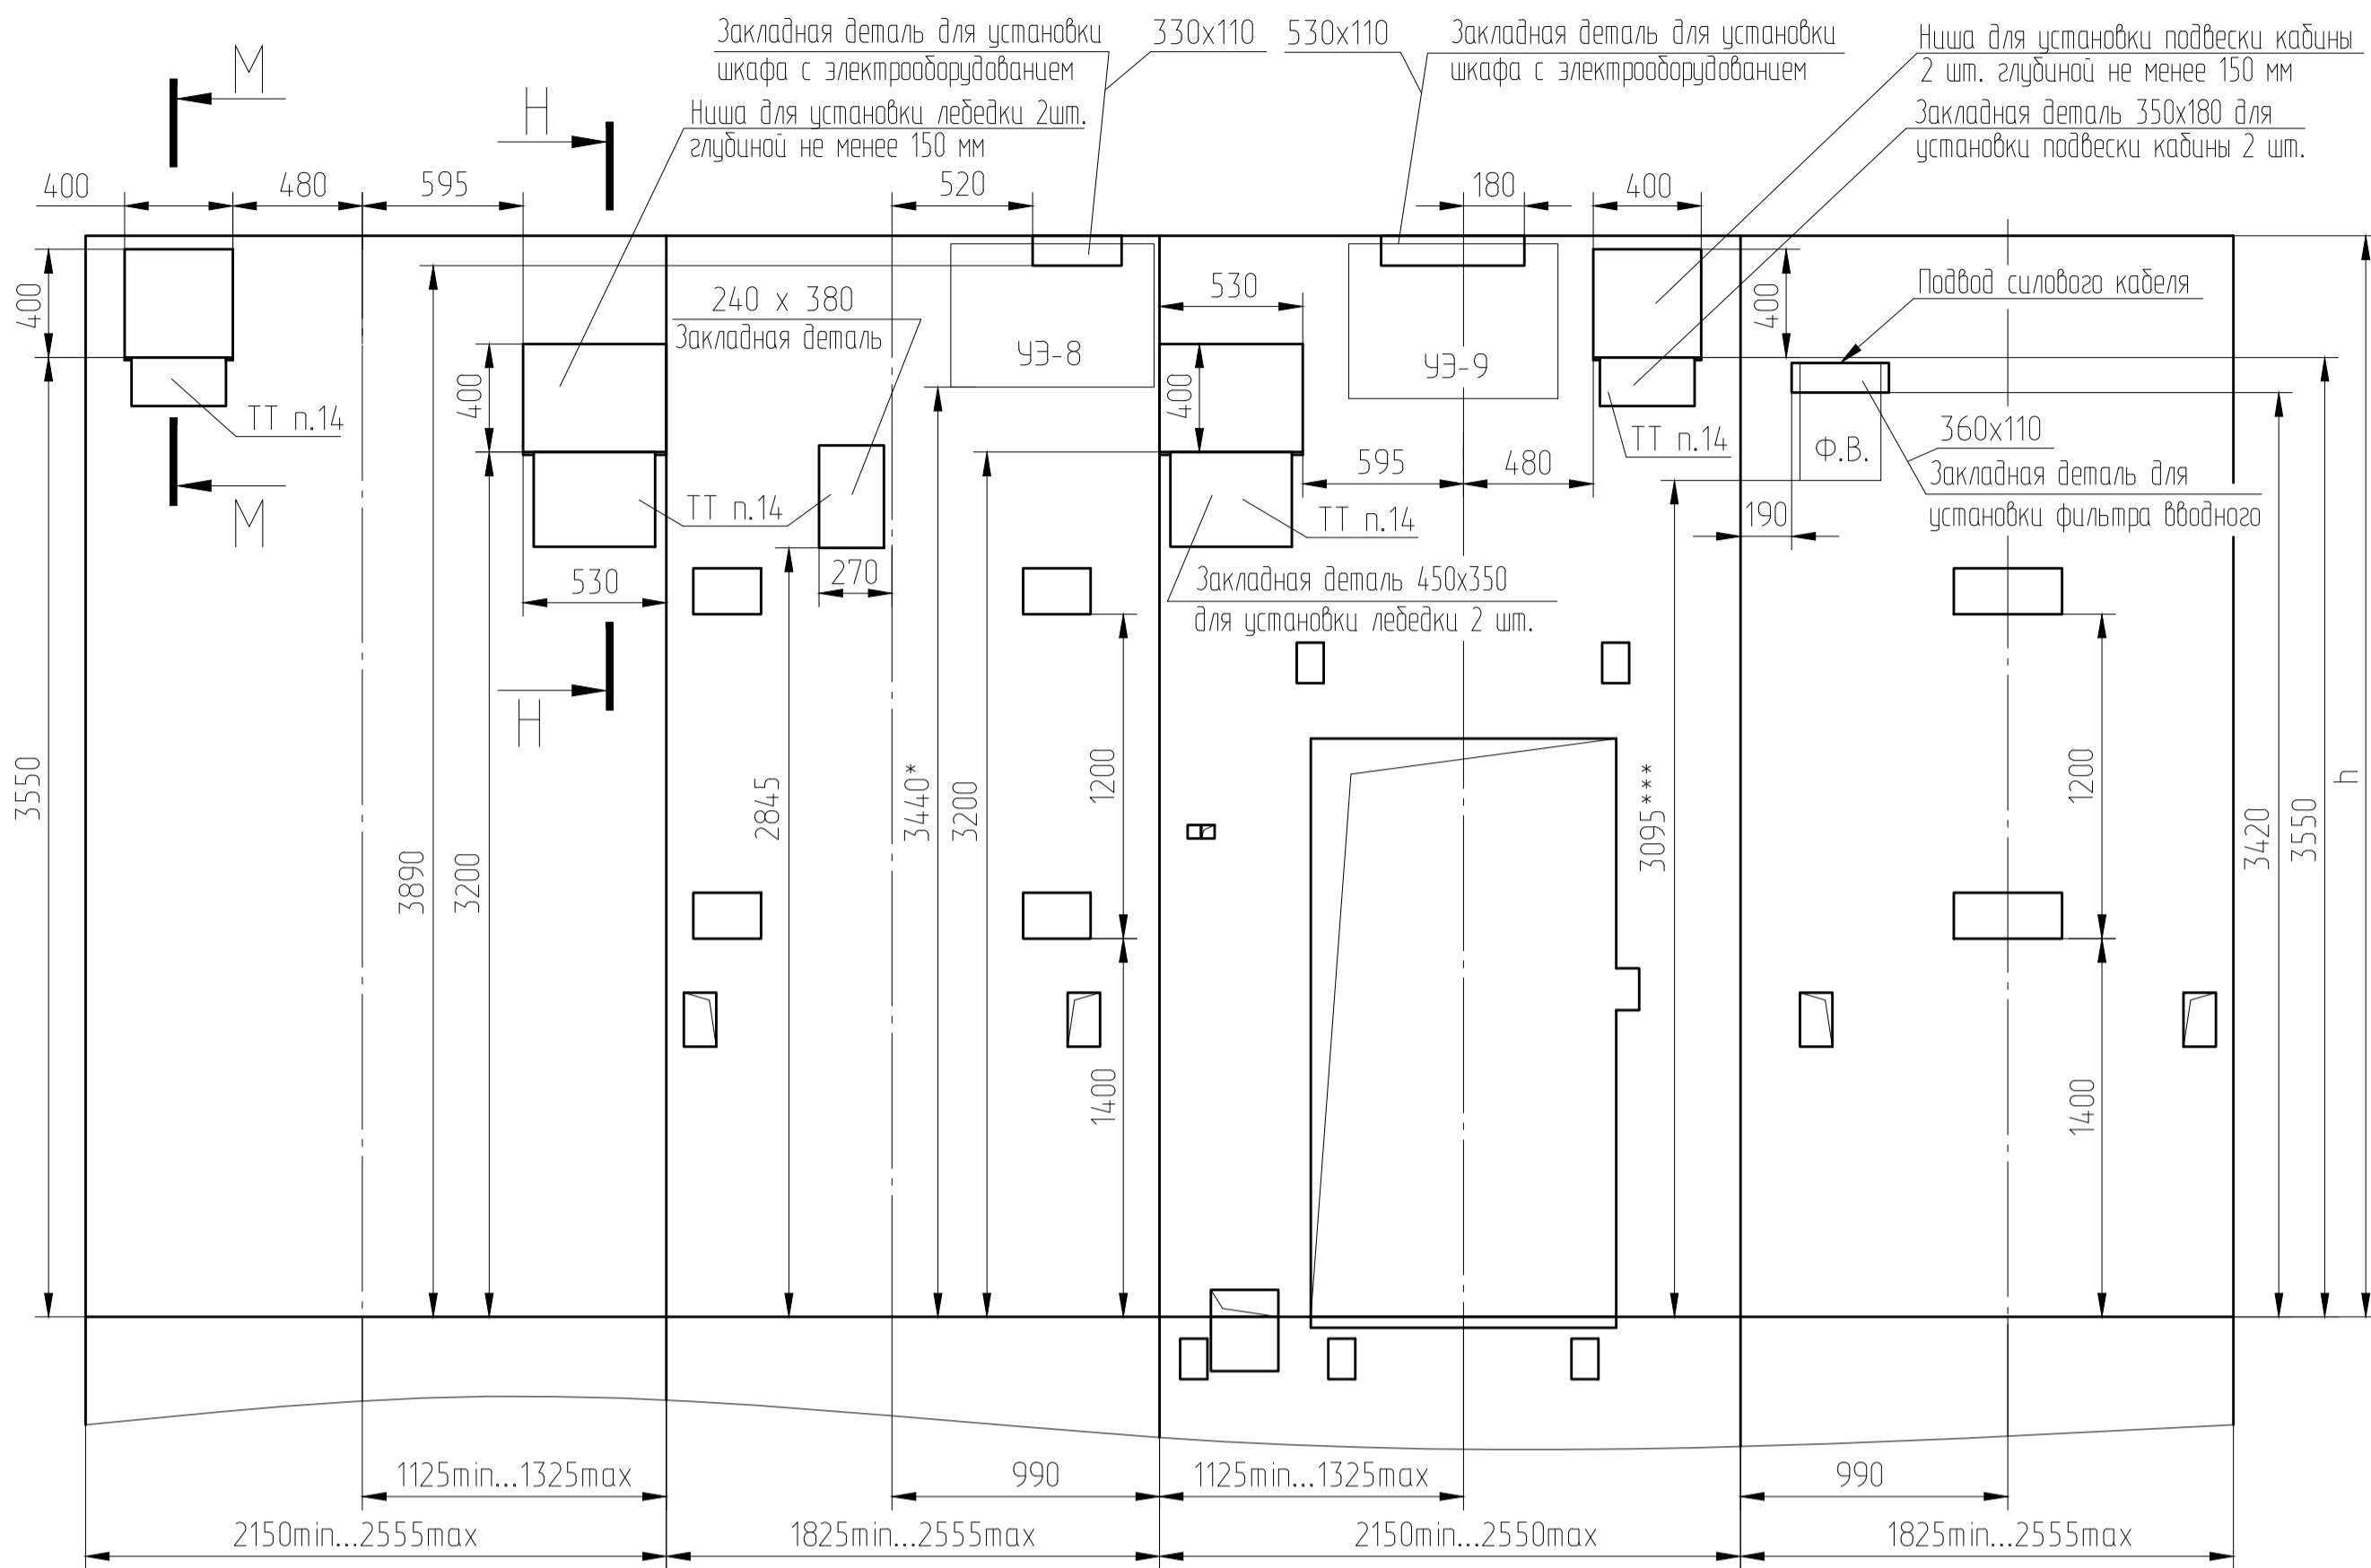 Закладная деталь для установки
шкафа с электрооборудованием
330х110
530х110
Закладная деталь для установки
шкафа с электрооборудованием
Ниша для установки подвески кабины
2 шт. глубиной не менее 150 мм
М
Н
Ниша для установки лебедки 2шт.
глубиной не менее 150 мм
Закладная деталь 350х180 для
установки подвески кабины 2 шт.
400
480
595
520
180
400
400
240 х 380
Закладная деталь
УЭ-8
530
УЭ-9
400
Подвод силового кабеля
ТТ п.14
400
400
ТТ п.14
595
480
ТТ п.14
ТТ п.14
Ф.В.
360х110
Закладная деталь для
установки фильтра вводного
190
М
530
270
Закладная деталь 450х350
для установки лебедки 2 шт.
Н
3550
3890
3200
2845
3440*
3200
1200
3095***
1200
3420
3550
h
1400
1400
1125min...1325max
990
1125min...1325max
990
2150min...2555max
1825min...2555max
2150min...2550max
1825min...2555max